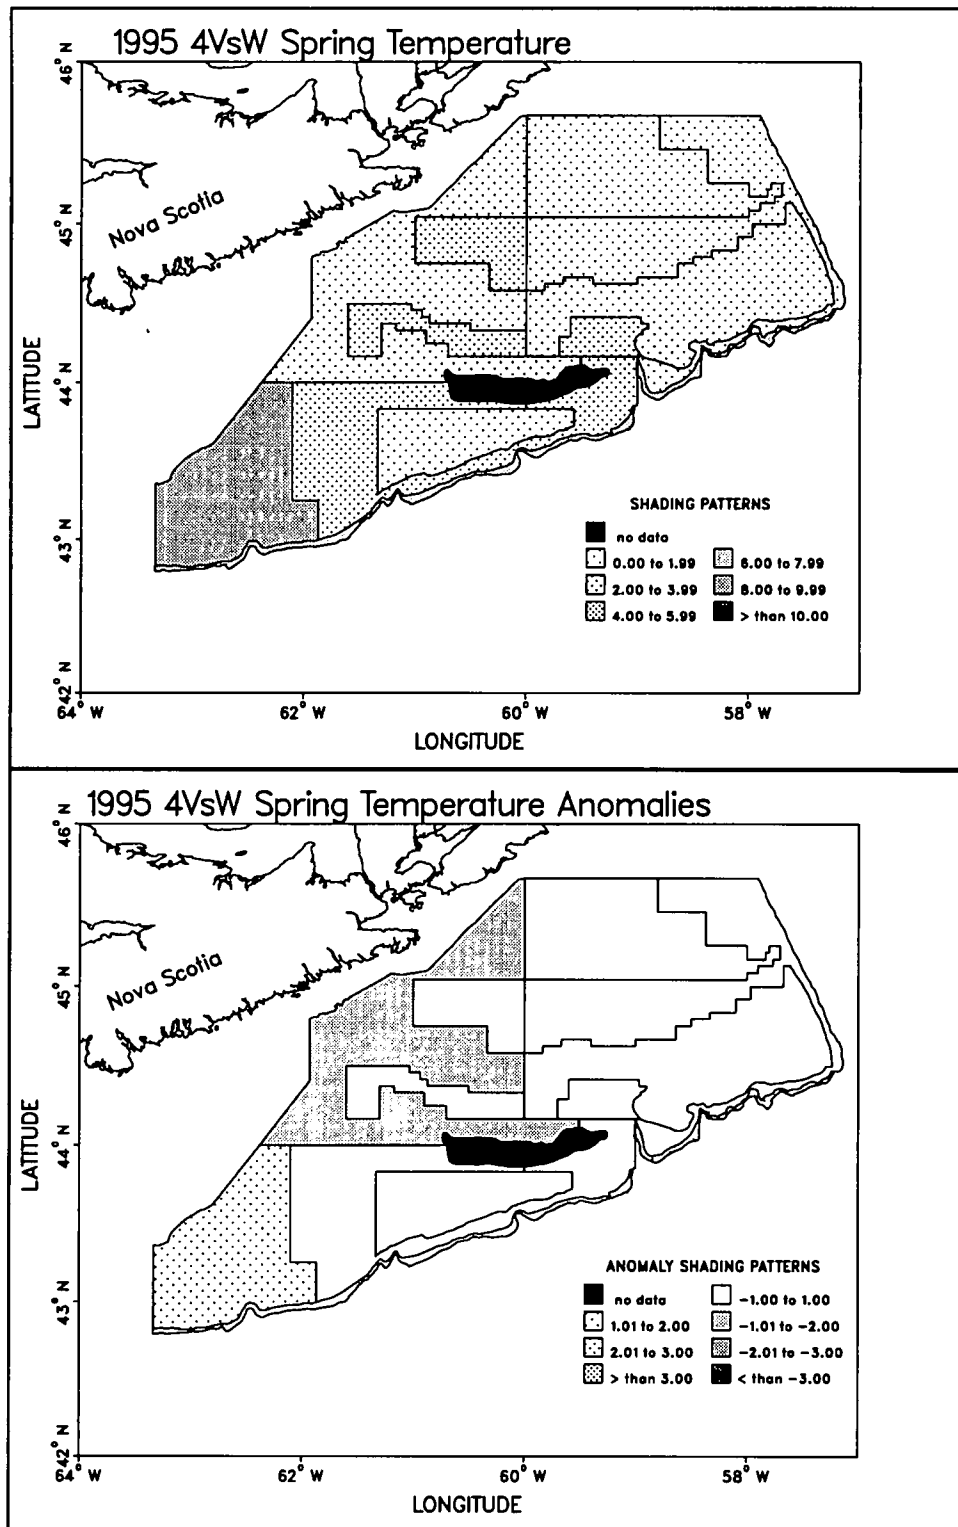 1995 4VsW Spring Temperature
46° N
45° N
44° N
43° N
42° N
LATITUDE
Nova Scotia
SHADING PATTERNS
no data
0.00 to 1.99
6.00 to 7.99
2.00 to 3.99
8.00 to 9.99
4.00 to 5.99
> than 10.00
64° W
62° W
60° W
58° W
LONGITUDE
1995 4VsW Spring Temperature Anomalies
46° N
45° N
44° N
43° N
42° N
LATITUDE
Nova Scotia
ANOMALY SHADING PATTERNS
no data
-1.00 to 1.00
1.01 to 2.00
-1.01 to -2.00
2.01 to 3.00
-2.01 to -3.00
> than 3.00
< than -3.00
64° W
62° W
60° W
58° W
LONGITUDE